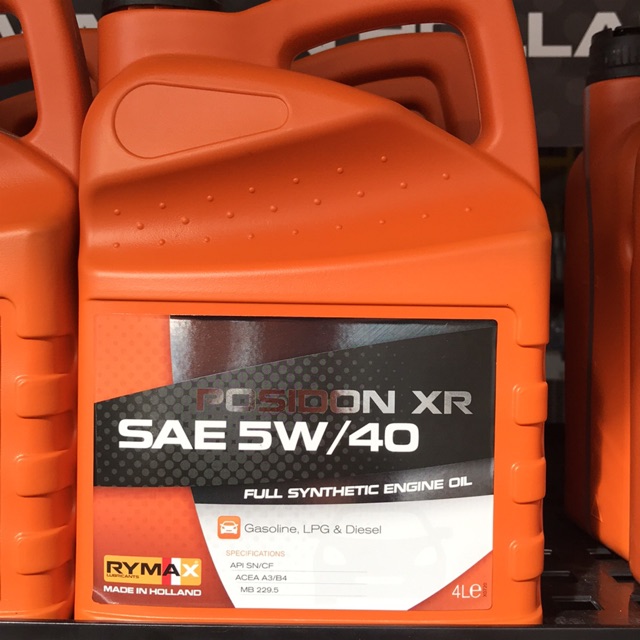 POSIDON XR
SAE 5W/40
FULL SYNTHETIC ENGINE OIL
Gasoline, LPG & Diesel
SPECIFICATIONS
API SN/CF
ACEA A3/B4
MB 229.5
RYMAX
LUBRICANTS
MADE IN HOLLAND
4L℮